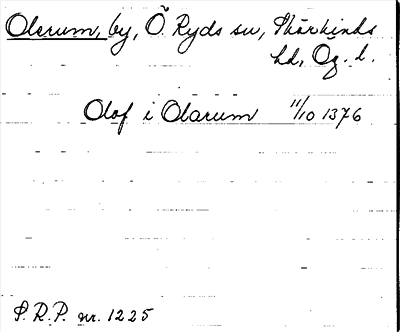 Olerum, by, Ö. Ryds sn, Skärkinds
hd, Ög. l.
Olof i Olarum 11/10 1376
S.R.P. nr. 1225